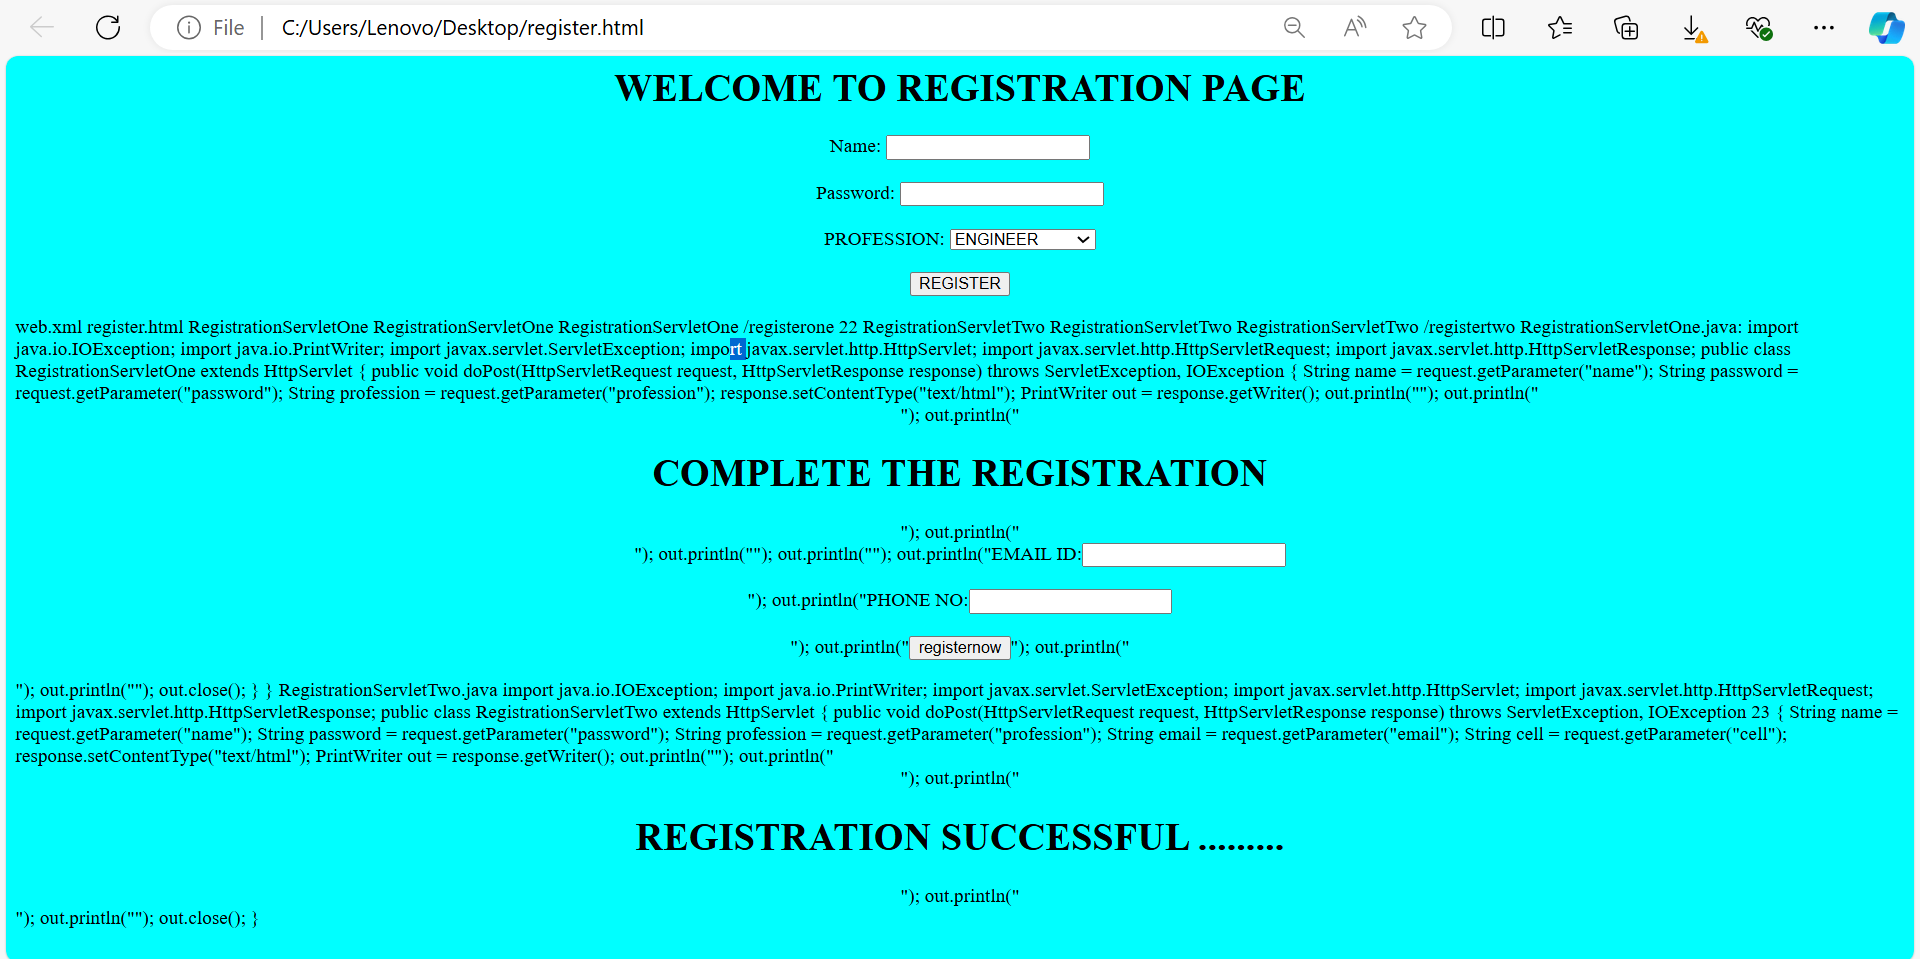 File
C:/Users/Lenovo/Desktop/register.html
WELCOME TO REGISTRATION PAGE
Name:
Password:
PROFESSION: ENGINEER
REGISTER
web.xml register.html RegistrationServletOne RegistrationServletOne RegistrationServletOne /registerone 22 RegistrationServletTwo RegistrationServletTwo RegistrationServletTwo /registertwo RegistrationServletOne.java: import
java.io.IOException; import java.io.PrintWriter; import javax.servlet.ServletException; import javax.servlet.http.HttpServlet; import javax.servlet.http.HttpServletRequest; import javax.servlet.http.HttpServletResponse; public class
RegistrationServletOne extends HttpServlet { public void doPost(HttpServletRequest request, HttpServletResponse response) throws ServletException, IOException { String name = request.getParameter("name"); String password =
request.getParameter("password"); String profession = request.getParameter("profession"); response.setContentType("text/html"); PrintWriter out = response.getWriter(); out.println(""); out.println("
"); out.println("
COMPLETE THE REGISTRATION
"); out.println("
"); out.println(""); out.println(""); out.println("EMAIL ID:
"); out.println("PHONE NO:
"); out.println("registernow"); out.println("
"); out.println(""); out.close(); } } RegistrationServletTwo.java import java.io.IOException; import java.io.PrintWriter; import javax.servlet.ServletException; import javax.servlet.http.HttpServlet; import javax.servlet.http.HttpServletRequest;
import javax.servlet.http.HttpServletResponse; public class RegistrationServletTwo extends HttpServlet { public void doPost(HttpServletRequest request, HttpServletResponse response) throws ServletException, IOException 23 { String name =
request.getParameter("name"); String password = request.getParameter("password"); String profession = request.getParameter("profession"); String email = request.getParameter("email"); String cell = request.getParameter("cell");
response.setContentType("text/html"); PrintWriter out = response.getWriter(); out.println(""); out.println("
"); out.println("
REGISTRATION SUCCESSFUL .........
"); out.println("
"); out.println(""); out.close(); }